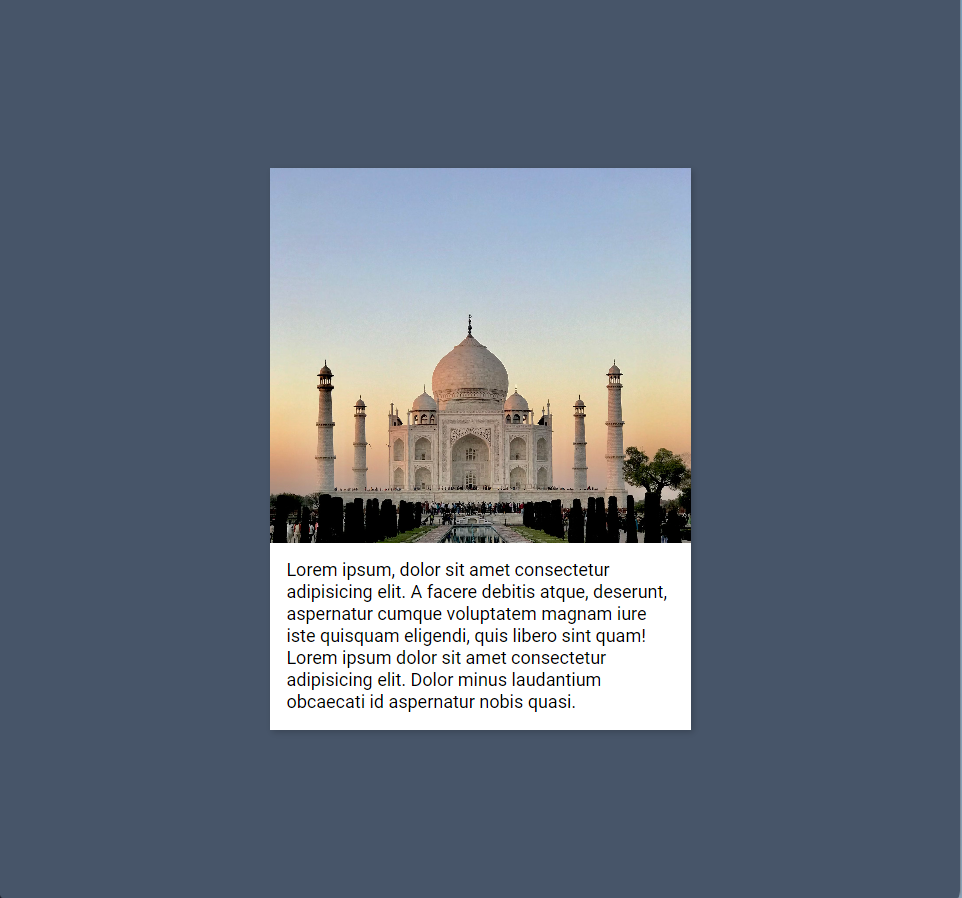 Lorem ipsum, dolor sit amet consectetur
adipisicing elit. A facere debitis atque, deserunt,
aspernatur cumque voluptatem magnam iure
iste quisquam eligendi, quis libero sint quam!
Lorem ipsum dolor sit amet consectetur
adipisicing elit. Dolor minus laudantium
obcaecati id aspernatur nobis quasi.